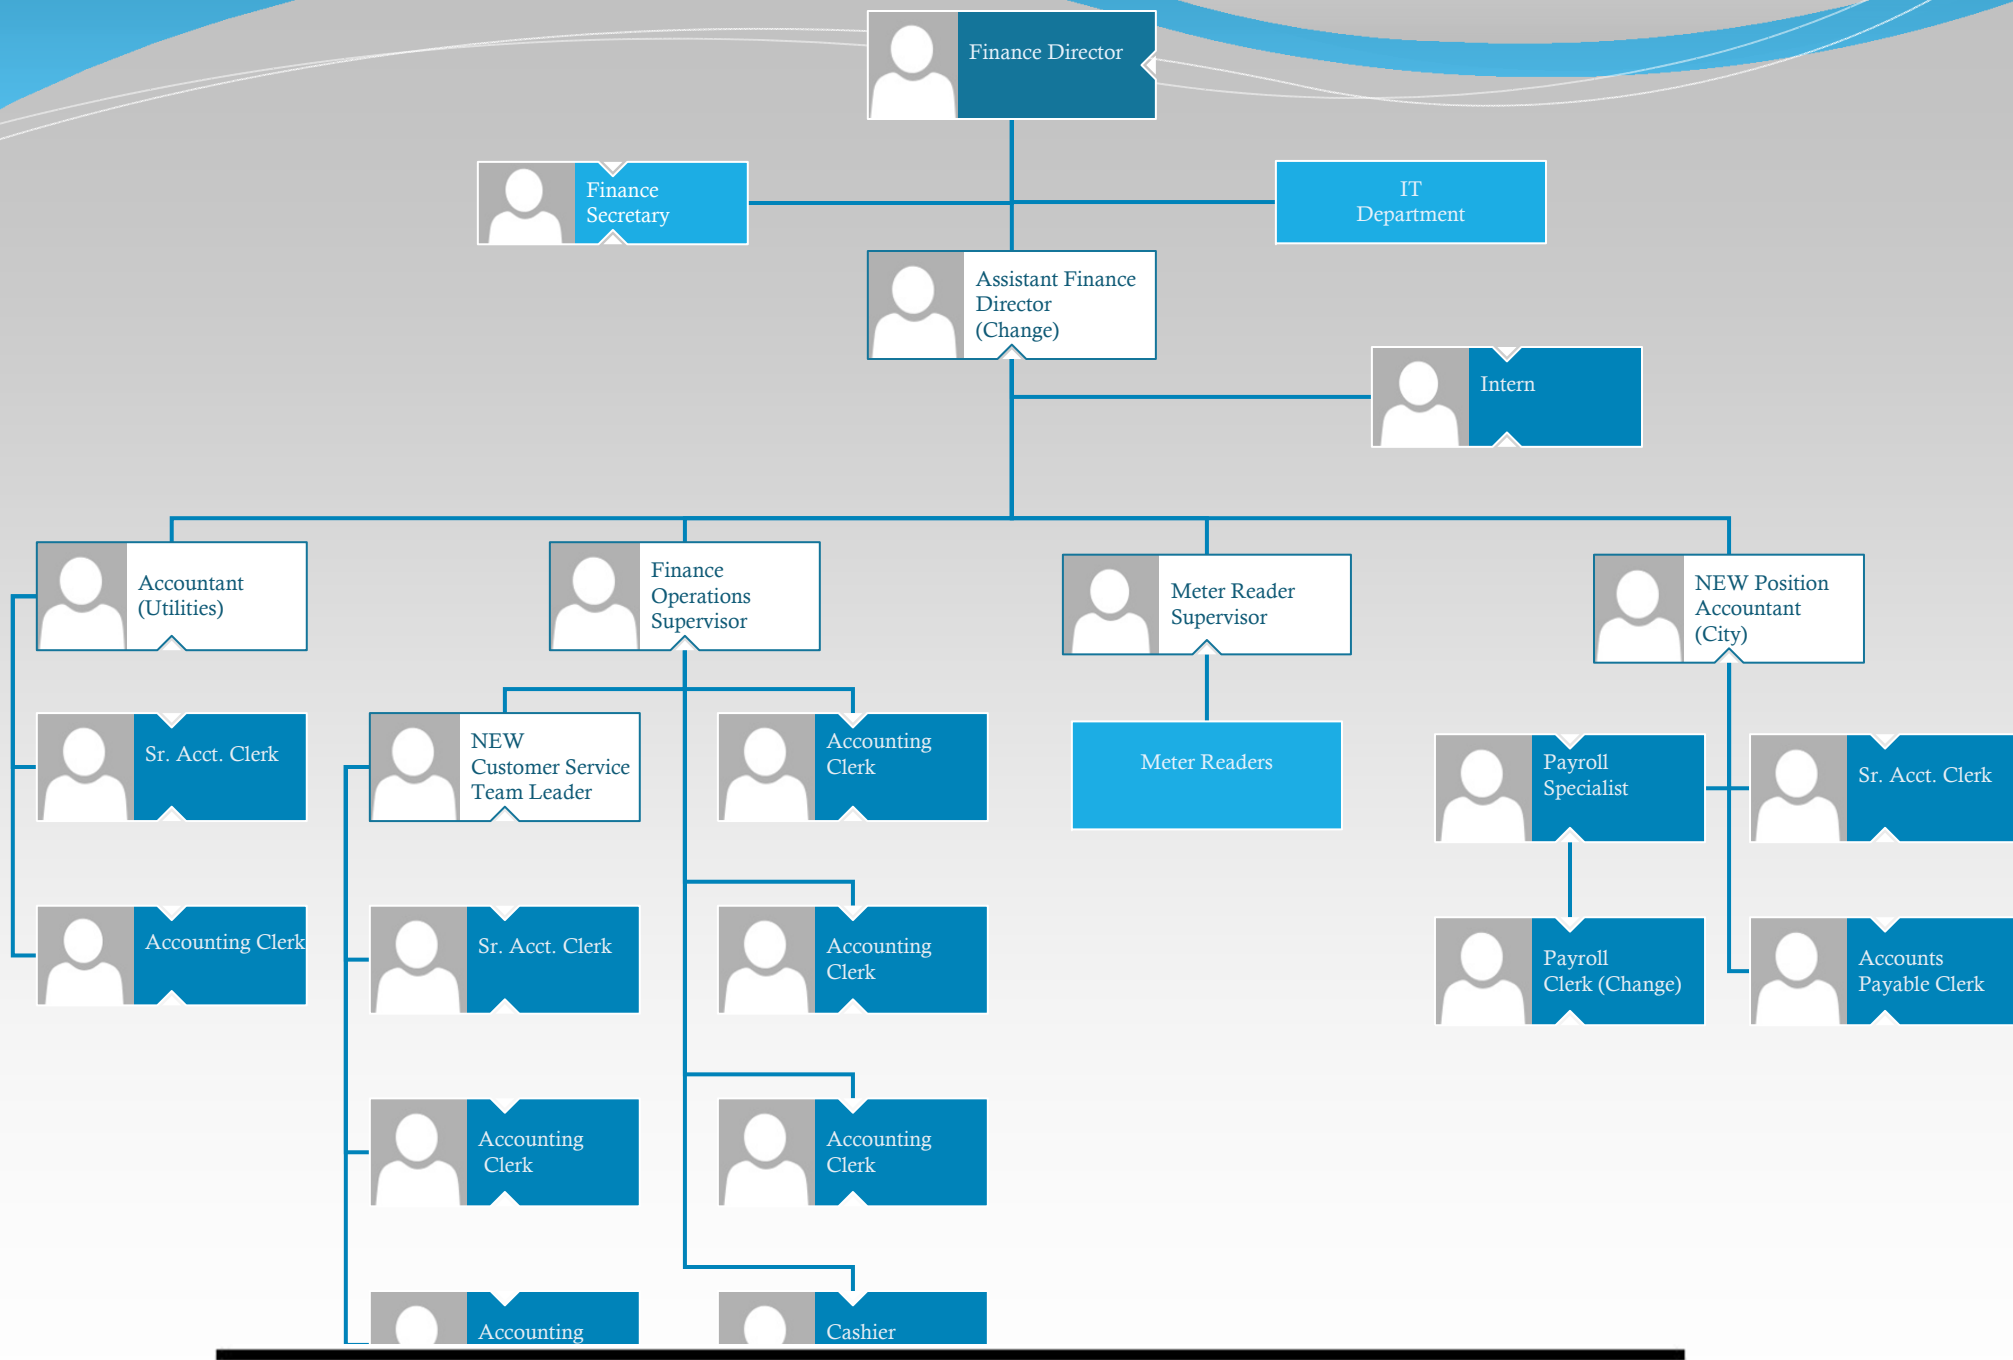 Finance Director
Finance
Secretary
IT
Department
Assistant Finance
Director
(Change)
Intern
Accountant
(Utilities)
Finance
Operations
Supervisor
Meter Reader
Supervisor
NEW Position
Accountant
(City)
Sr. Acct. Clerk
NEW
Customer Service
Team Leader
Accounting
Clerk
Meter Readers
Payroll
Specialist
Sr. Acct. Clerk
Accounting Clerk
Sr. Acct. Clerk
Accounting
Clerk
Payroll
Clerk (Change)
Accounts
Payable Clerk
Accounting
Clerk
Accounting
Clerk
Accounting
Cashier